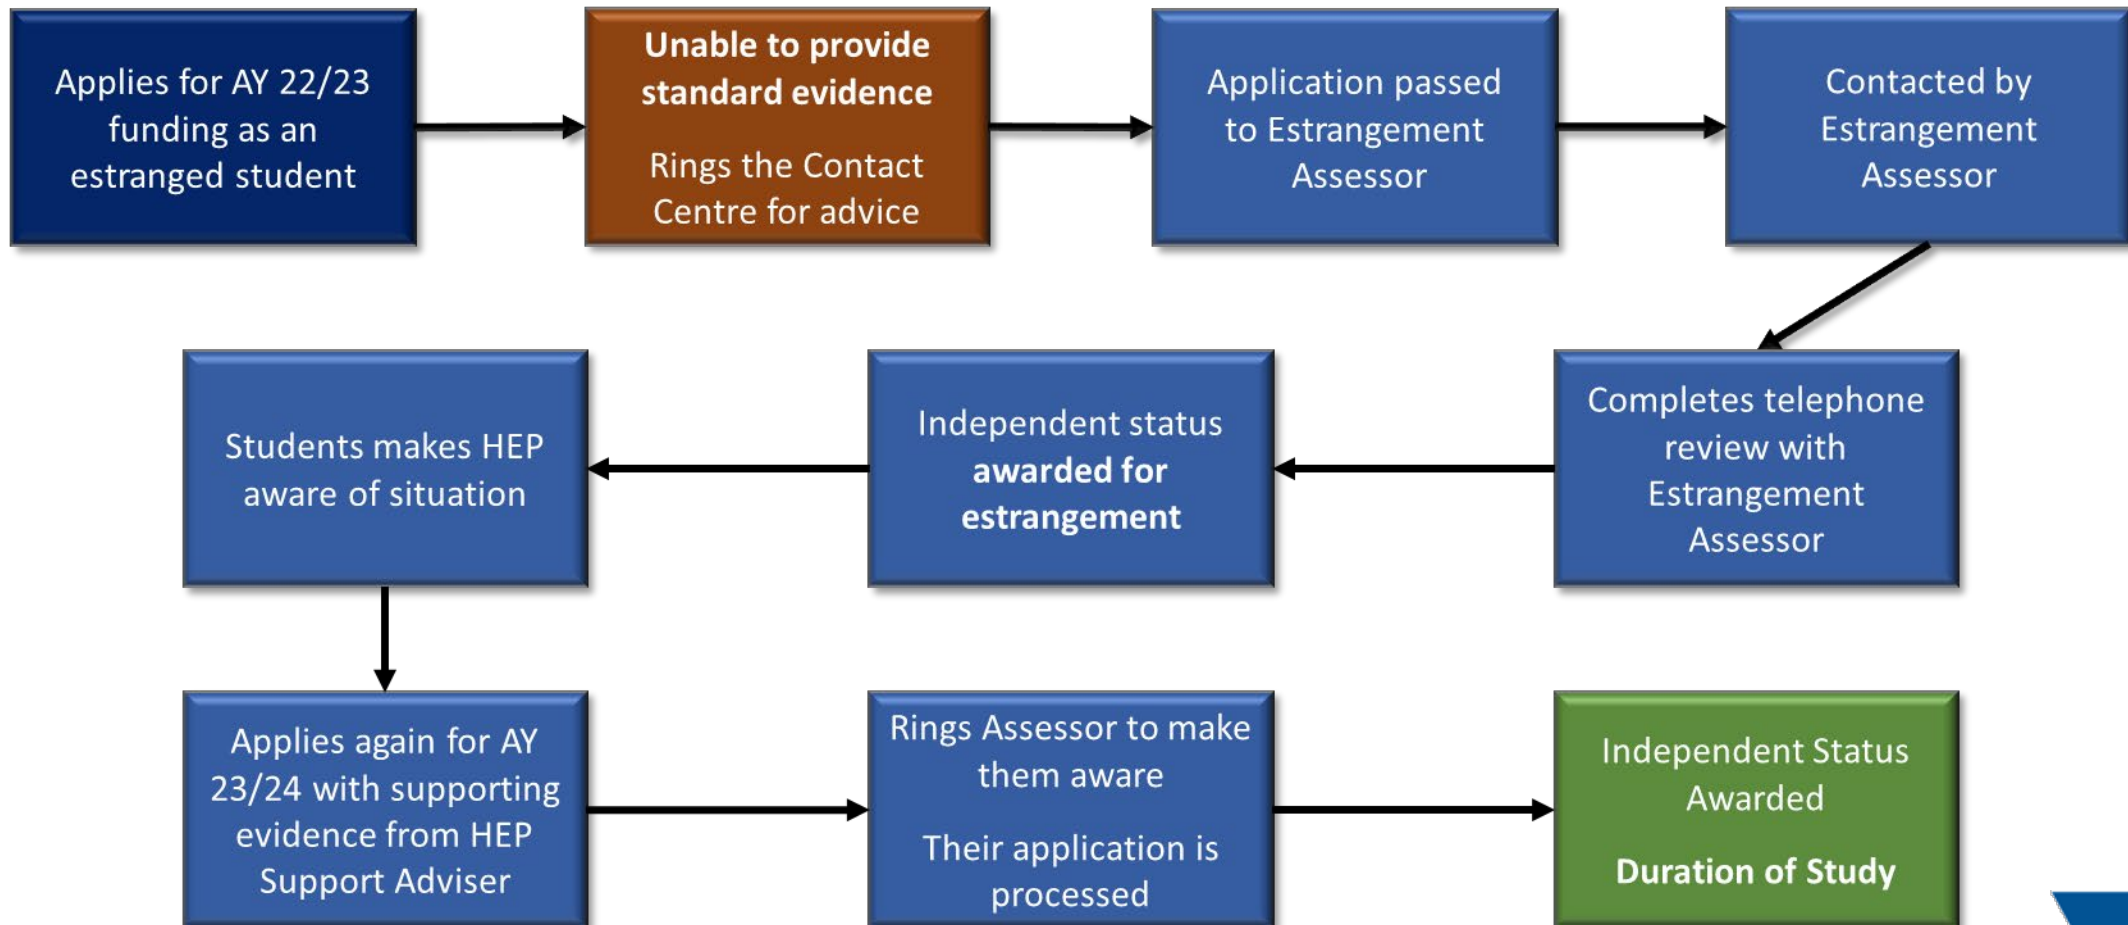 Applies for AY 22/23
funding as an
estranged student
Unable to provide
standard evidence
Rings the Contact
Centre for advice
Application passed
to Estrangement
Assessor
Contacted by
Estrangement
Assessor
Completes telephone
review with
Estrangement
Assessor
Independent status
awarded for
estrangement
Students makes HEP
aware of situation
Applies again for AY
23/24 with supporting
evidence from HEP
Support Adviser
Rings Assessor to make
them aware
Their application is
processed
Independent Status
Awarded
Duration of Study